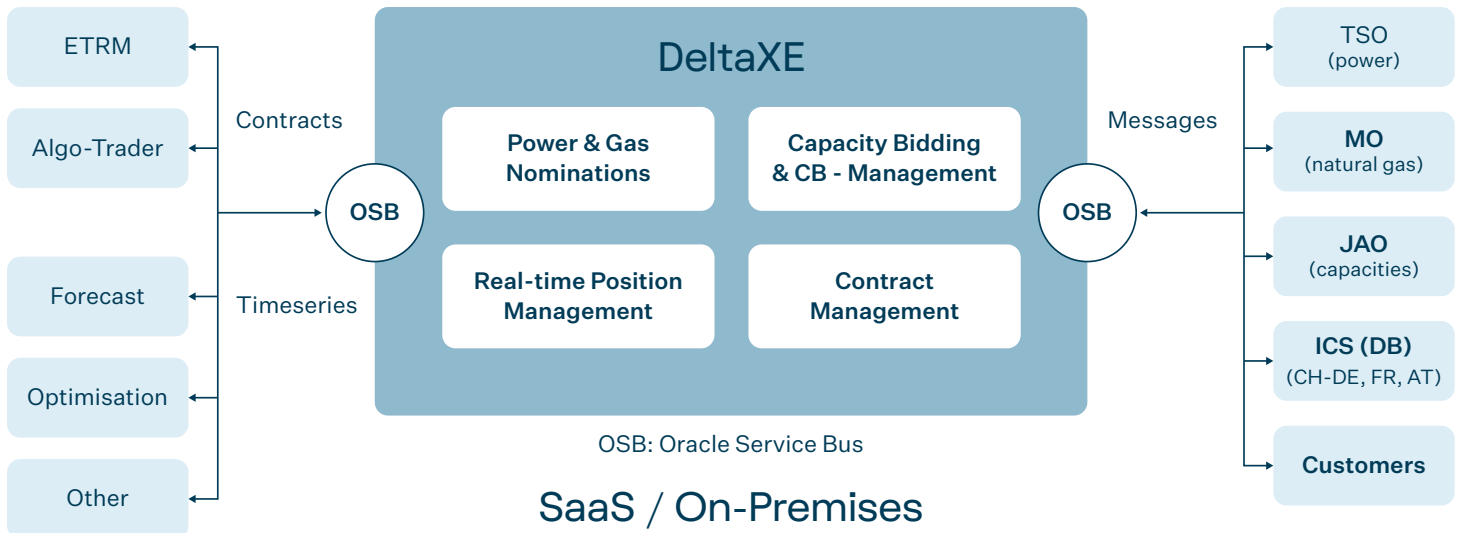 ETRM
Algo-Trader
Forecast
Optimisation
Other
Contracts
Timeseries
OSB
DeltaXE
Power & Gas
Nominations
Capacity Bidding
& CB - Management
Real-time Position
Management
Contract
Management
OSB
Messages
TSO
(power)
MO
(natural gas)
JAO
(capacities)
ICS (DB)
(CH-DE, FR, AT)
Customers
OSB: Oracle Service Bus
SaaS / On-Premises